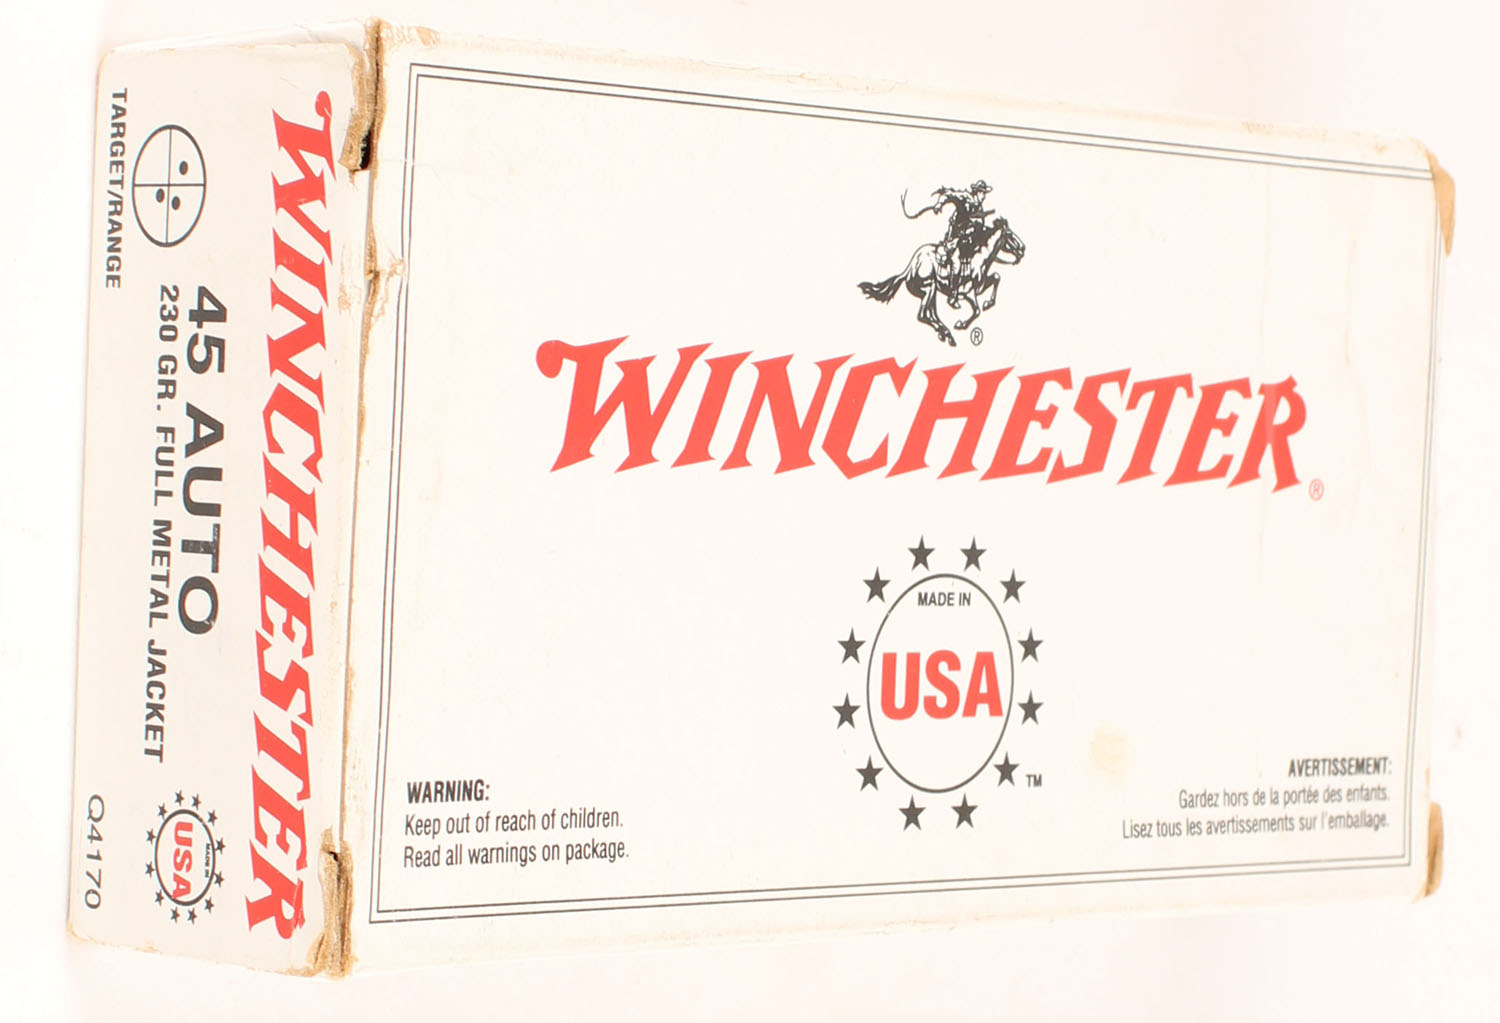 WINCHESTER
45 AUTO
230 GR. FULL METAL JACKET
TARGET/RANGE
MADE IN
USA
Q4170
®
WINCHESTER®
MADE IN
USA
TM
WARNING:
Keep out of reach of children.
Read all warnings on package.
AVERTISSEMENT:
Gardez hors de la portée des enfants.
Lisez tous les avertissements sur l'emballage.